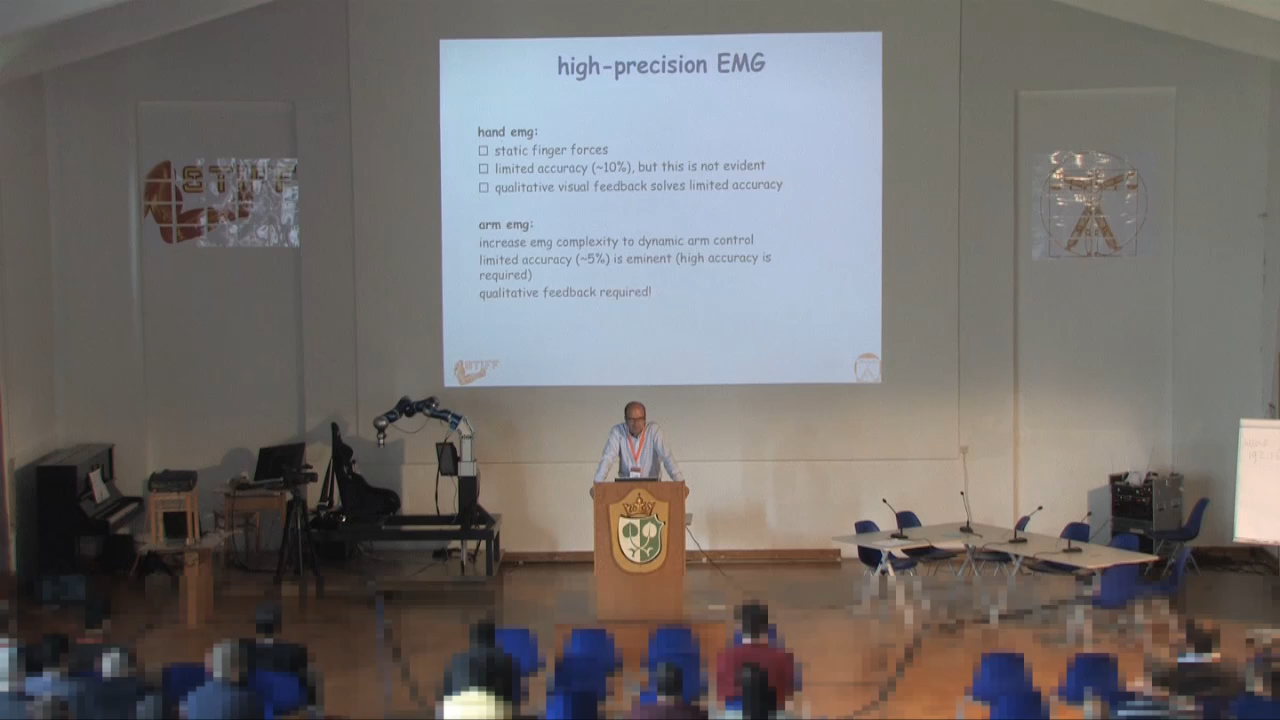 high-precision EMG
hand emg:
☐ static finger forces
☐ limited accuracy (~10%), but this is not evident
☐ qualitative visual feedback solves limited accuracy
arm emg:
increase emg complexity to dynamic arm control
limited accuracy (~5%) is eminent (high accuracy is
required)
qualitative feedback required!
STIFF
STIFF